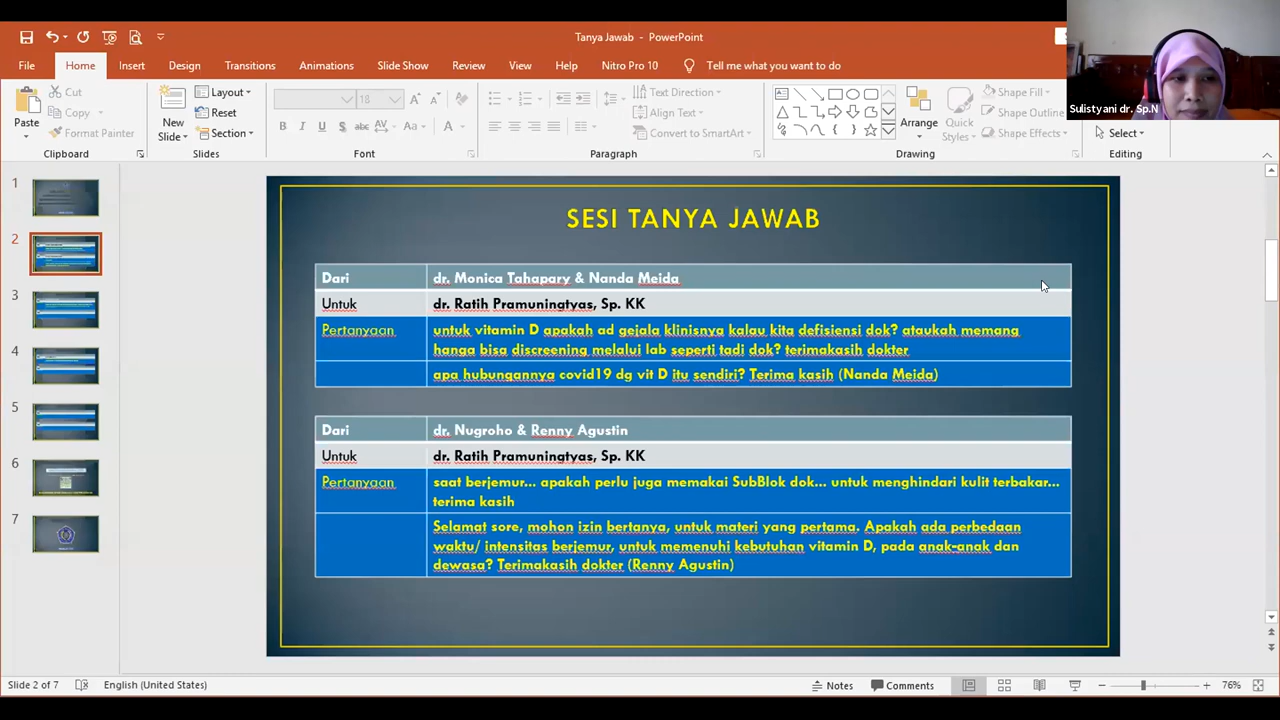 Tanya Jawab - PowerPoint
File Home Insert Design Transitions Animations Slide Show Review View Help Nitro Pro 10 Tell me what you want to do
Sulistyani dr. Sp.N
Paste
Cut
Copy
Format Painter
Clipboard
New
Slide
Layout
Reset
Section
Slides
18
Font
Text Direction
Align Text
Convert to SmartArt
Paragraph
Arrange
Quick
Styles
Shape Fill
Shape Outline
Shape Effects
Drawing
Select
Editing
1
2
3
4
5
6
7
SESI TANYA JAWAB
Dari dr. Monica Tahapary & Nanda Meida
Untuk dr. Ratih Pramuningtyas, Sp. KK
Pertanyaan untuk vitamin D apakah ad gejala klinisnya kalau kita defisiensi dok? ataukah memang
hanga bisa discreening melalui lab seperti tadi dok? terimakasih dokter
apa hubungannya covid19 dg vit D itu sendiri? Terima kasih (Nanda Meida)
Dari dr. Nugroho & Renny Agustin
Untuk dr. Ratih Pramuningtyas, Sp. KK
Pertanyaan saat berjemur... apakah perlu juga memakai SubBlok dok... untuk menghindari kulit terbakar...
terima kasih
Selamat sore, mohon izin bertanya, untuk materi yang pertama. Apakah ada perbedaan
waktu/ intensitas berjemur, untuk memenuhi kebutuhan vitamin D, pada anak-anak dan
dewasa? Terimakasih dokter (Renny Agustin)
Slide 2 of 7 English (United States) Notes Comments 76%